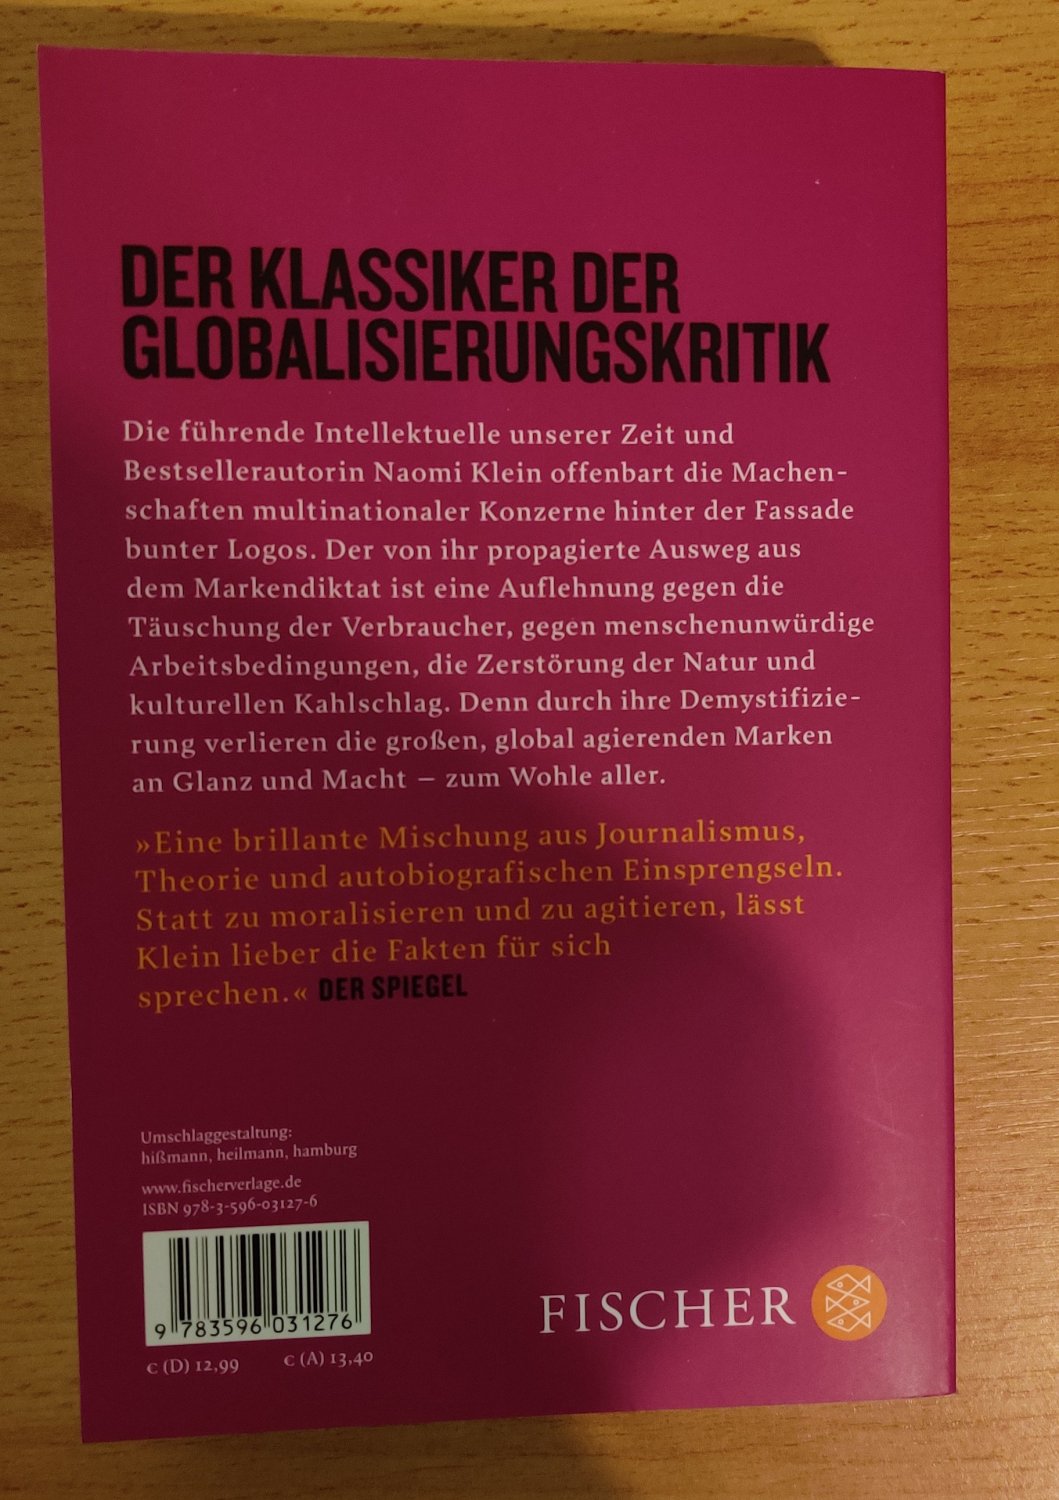 DER KLASSIKER DER
GLOBALISIERUNGSKRITIK
Die führende Intellektuelle unserer Zeit und
Bestsellerautorin Naomi Klein offenbart die Machen-
schaften multinationaler Konzerne hinter der Fassade
bunter Logos. Der von ihr propagierte Ausweg aus
dem Markendiktat ist eine Auflehnung gegen die
Täuschung der Verbraucher, gegen menschenunwürdige
Arbeitsbedingungen, die Zerstörung der Natur und
kulturellen Kahlschlag. Denn durch ihre Demystifizie-
rung verlieren die großen, global agierenden Marken
an Glanz und Macht – zum Wohle aller.
»Eine brillante Mischung aus Journalismus,
Theorie und autobiografischen Einsprengseln.
Statt zu moralisieren und zu agitieren, lässt
Klein lieber die Fakten für sich
sprechen.« DER SPIEGEL
Umschlaggestaltung:
hißmann, heilmann, hamburg
www.fischerverlage.de
ISBN 978-3-596-03127-6
9 783596 031276
€ (D) 12,99 € (A) 13,40
FISCHER